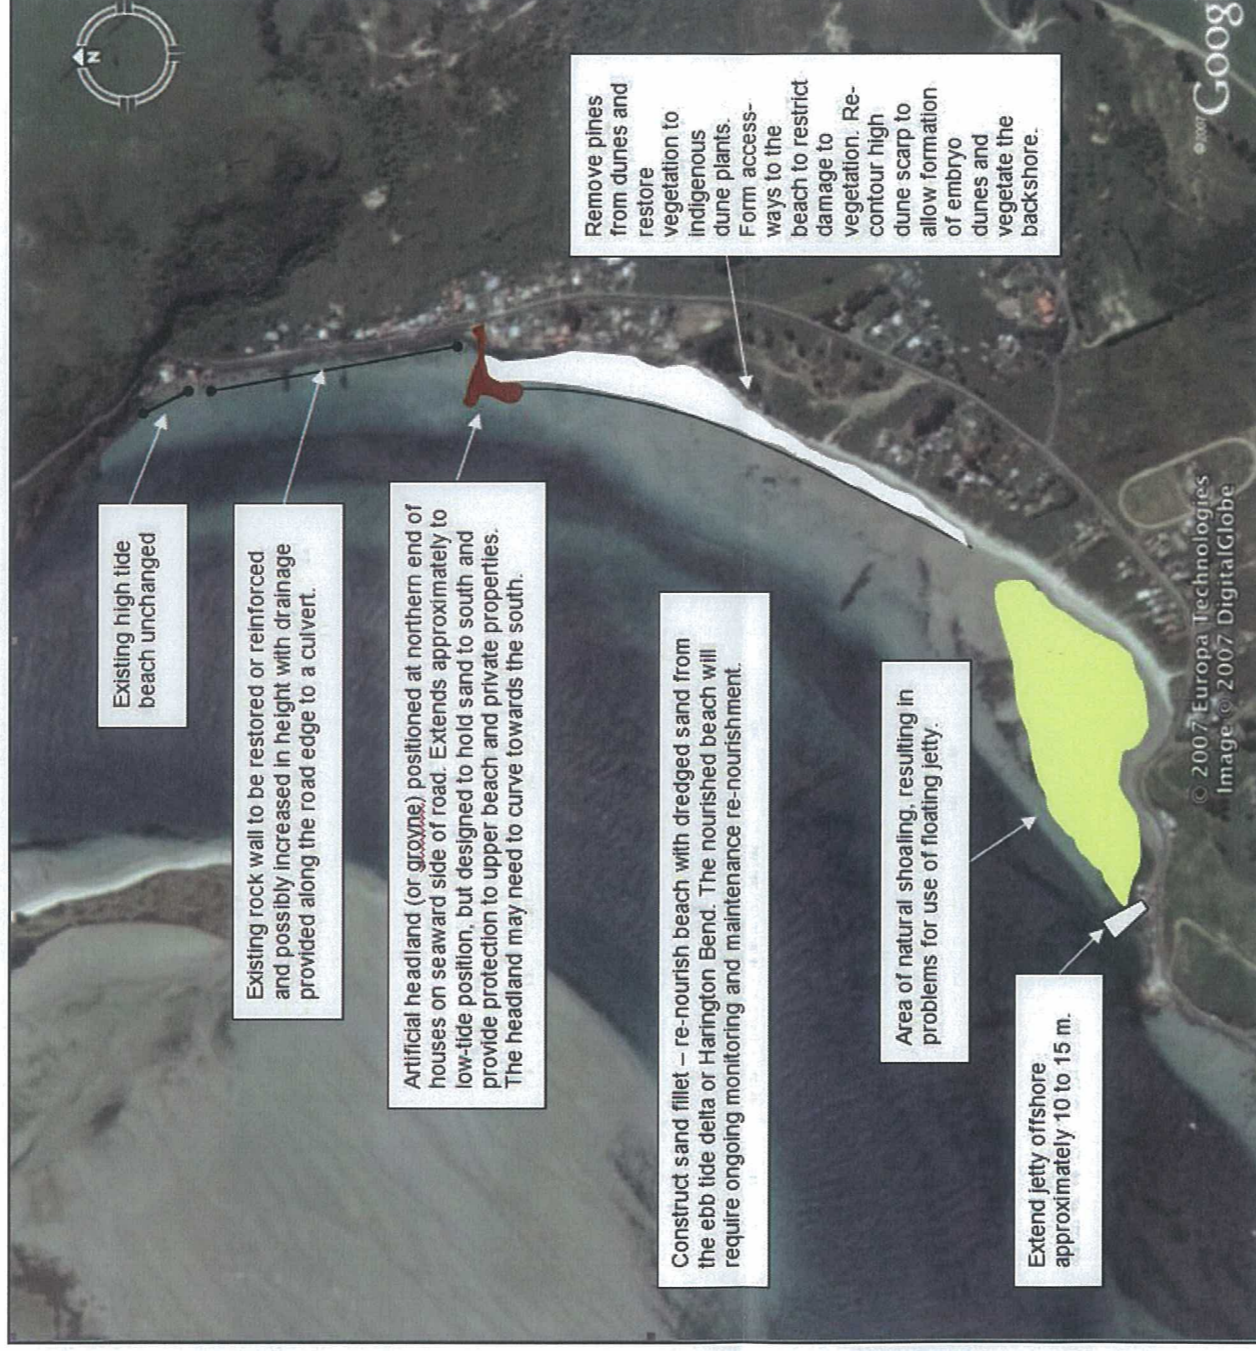 N
Existing high tide
beach unchanged
Existing rock wall to be restored or reinforced
and possibly increased in height with drainage
provided along the road edge to a culvert.
Artificial headland (or groyne) positioned at northern end of
houses on seaward side of road. Extends approximately to
low-tide position, but designed to hold sand to south and
provide protection to upper beach and private properties.
The headland may need to curve towards the south.
Remove pines
from dunes and
restore
vegetation to
indigenous
dune plants.
Form access-
ways to the
beach to restrict
damage to
vegetation. Re-
contour high
dune scarp to
allow formation
of embryo
dunes and
vegetate the
backshore.
Construct sand fillet – re-nourish beach with dredged sand from
the ebb tide delta or Harington Bend. The nourished beach will
require ongoing monitoring and maintenance re-nourishment.
Area of natural shoaling, resulting in
problems for use of floating jetty.
Extend jetty offshore
approximately 10 to 15 m.
© 2007 Europa Technologies
Image © 2007 DigitalGlobe
© 2007
Goog